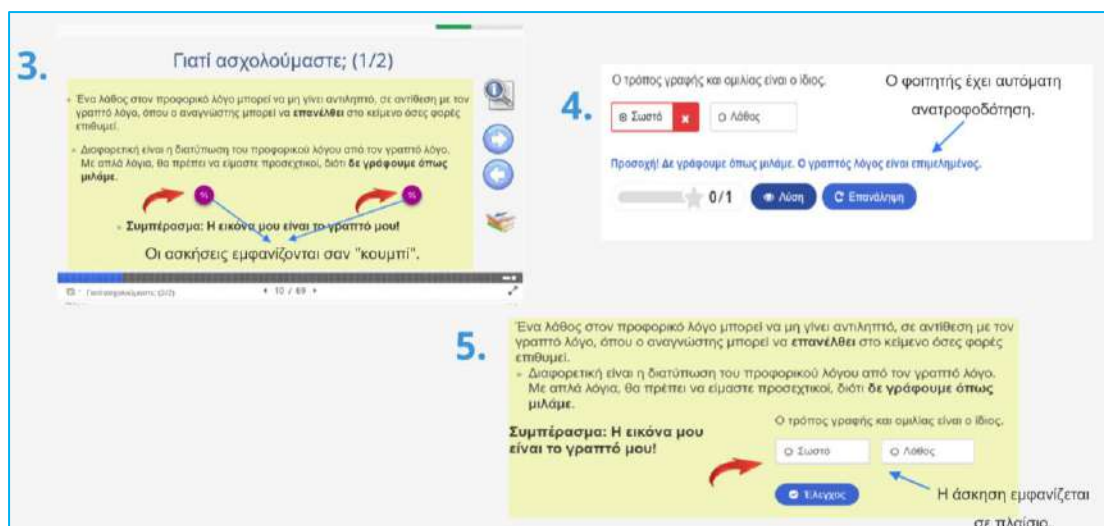 3.
Γιατί ασχολούμαστε; (1/2)
Ένα λάθος στον προφορικό λόγο μπορεί να μη γίνει αντιληπτό, σε αντίθεση με τον
γραπτό λόγο, όπου ο αναγνώστης μπορεί να επανέλθει στο κείμενο όσες φορές
επιθυμεί.
Διαφορετική είναι η διατύπωση του προφορικού λόγου από τον γραπτό λόγο.
Με απλά λόγια, θα πρέπει να είμαστε προσεχτικοί, διότι δε γράφουμε όπως
μιλάμε.
Συμπέρασμα: Η εικόνα μου είναι το γραπτό μου!
Οι ασκήσεις εμφανίζονται σαν "κουμπί".
Γιατί ασχολούμαστε; (2/2)
10 / 69
4.
Ο τρόπος γραφής και ομιλίας είναι ο ίδιος.
Σωστό
Λάθος
Ο φοιτητής έχει αυτόματη
ανατροφοδότηση.
Προσοχή! Δε γράφουμε όπως μιλάμε. Ο γραπτός λόγος είναι επιμελημένος.
0/1
Λύση
Επανάληψη
5.
Ένα λάθος στον προφορικό λόγο μπορεί να μη γίνει αντιληπτό, σε αντίθεση με τον
γραπτό λόγο, όπου ο αναγνώστης μπορεί να επανέλθει στο κείμενο όσες φορές
επιθυμεί.
Διαφορετική είναι η διατύπωση του προφορικού λόγου από τον γραπτό λόγο.
Με απλά λόγια, θα πρέπει να είμαστε προσεχτικοί, διότι δε γράφουμε όπως
μιλάμε.
Συμπέρασμα: Η εικόνα μου
είναι το γραπτό μου!
Ο τρόπος γραφής και ομιλίας είναι ο ίδιος.
Σωστό
Λάθος
Έλεγχος
Η άσκηση εμφανίζεται
σε πλαίσιο.